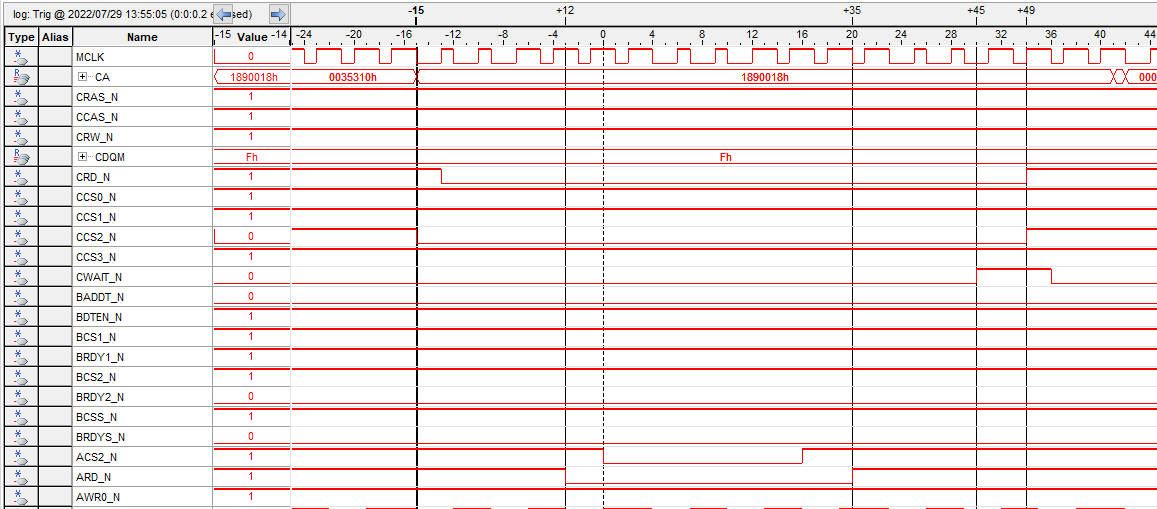 log: Trig @ 2022/07/29 13:55:05 (0:0:0.2 sed)
-15 +12 +35 +45 +49
Type Alias Name -15 Value -14 -24 -20 -16 -12 -8 -4 0 4 8 12 16 20 24 28 32 36 40 44
MCLK 0
CA 1890018h 0035310h 1890018h 000
CRAS_N 1
CCAS_N 1
CRW_N 1
CDQM Fh Fh
CRD_N 1
CCS0_N 1
CCS1_N 1
CCS2_N 0
CCS3_N 1
CWAIT_N 0
BADDT_N 0
BDTEN_N 1
BCS1_N 1
BRDY1_N 1
BCS2_N 1
BRDY2_N 0
BCSS_N 1
BRDYS_N 0
ACS2_N 1
ARD_N 1
AWR0_N 1